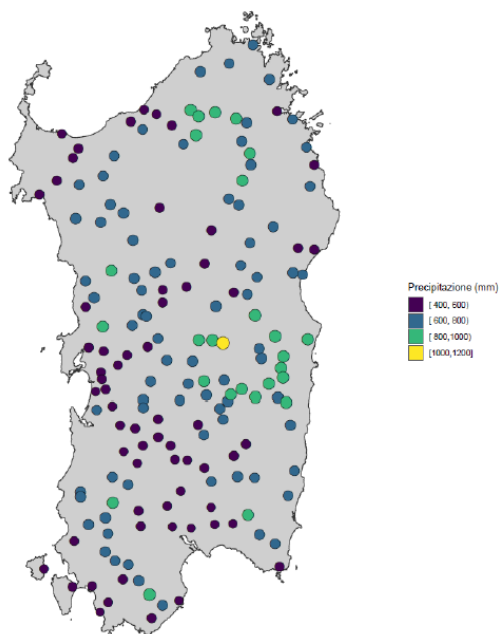 Precipitazione (mm)
[ 400, 600)
[ 600, 800)
[ 800,1000)
[1000,1200]